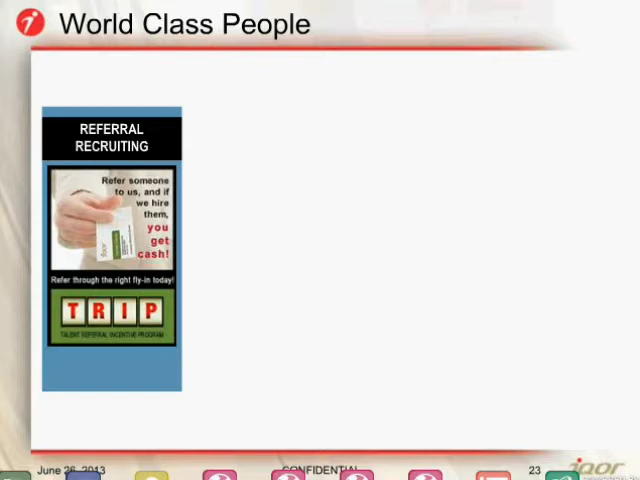 World Class People
REFERRAL
RECRUITING
Refer someone
to us, and if
we hire
them,
you
get
cash!
Refer through the right fly-in today!
TRIP
TALENT REFERRAL INCENTIVE PROGRAM
June 26, 2013
CONFIDENTIAL
23
iqor